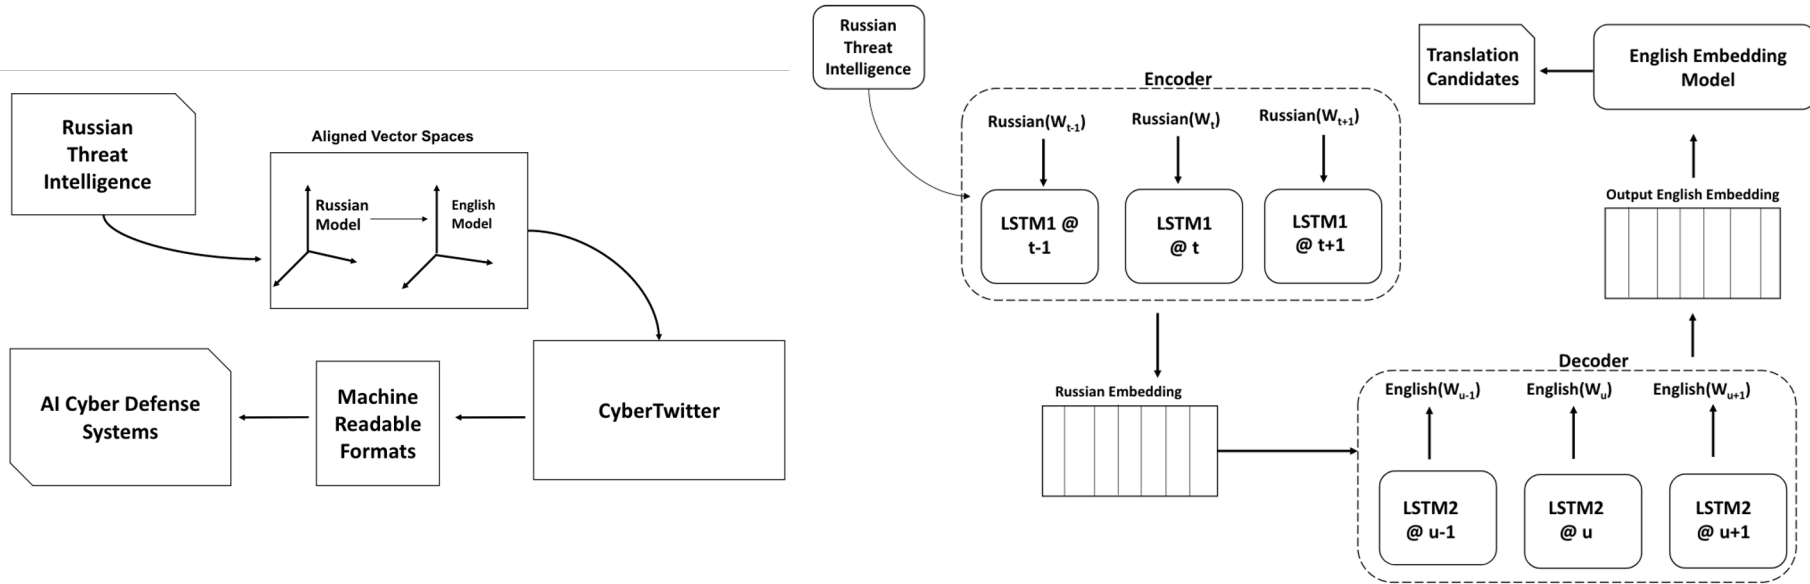 Russian
Threat
Intelligence
Aligned Vector Spaces
Russian
Model
English
Model
CyberTwitter
Machine
Readable
Formats
AI Cyber Defense
Systems
Russian
Threat
Intelligence
Encoder
Russian(Wt-1)
Russian(Wt)
Russian(Wt+1)
LSTM1 @
t-1
LSTM1
@ t
LSTM1
@ t+1
Russian Embedding
Decoder
English(Wu-1)
English(Wu)
English(Wu+1)
LSTM2
@ u-1
LSTM2
@ u
LSTM2
@ u+1
Output English Embedding
English Embedding
Model
Translation
Candidates